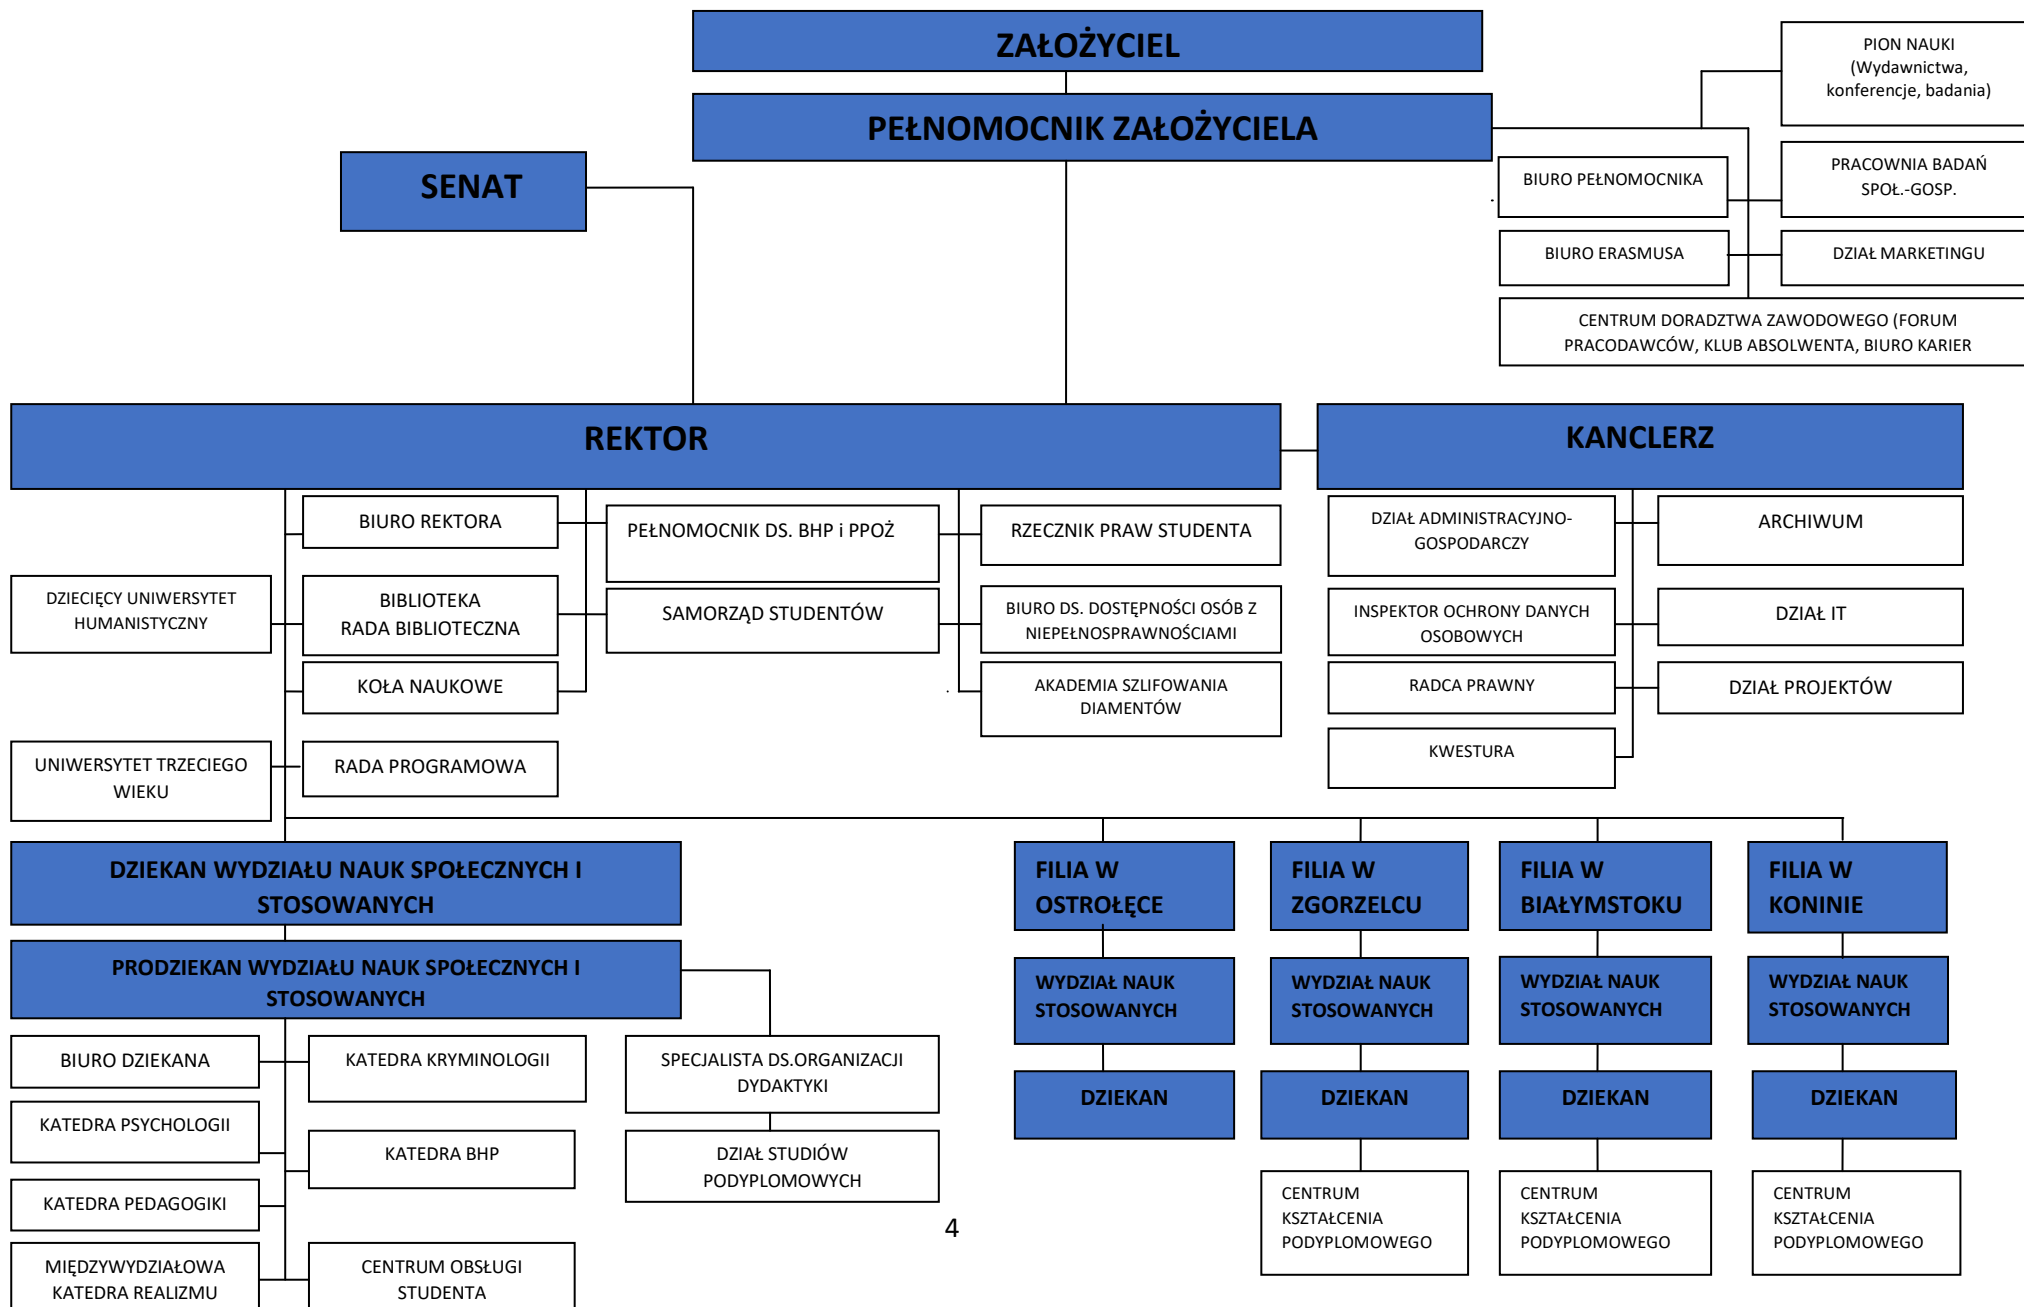 ZAŁOŻYCIEL
PEŁNOMOCNIK ZAŁOŻYCIELA
SENAT
PION NAUKI
(Wydawnictwa,
konferencje, badania)
BIURO PEŁNOMOCNIKA
PRACOWNIA BADAŃ
SPOŁ.-GOSP.
BIURO ERASMUSA
DZIAŁ MARKETINGU
CENTRUM DORADZTWA ZAWODOWEGO (FORUM
PRACODAWCÓW, KLUB ABSOLWENTA, BIURO KARIER
REKTOR
KANCLERZ
BIURO REKTORA
PEŁNOMOCNIK DS. BHP i PPOŻ
RZECZNIK PRAW STUDENTA
DZIAŁ ADMINISTRACYJNO-
GOSPODARCZY
ARCHIWUM
DZIECIĘCY UNIWERSYTET
HUMANISTYCZNY
BIBLIOTEKA
RADA BIBLIOTECZNA
SAMORZĄD STUDENTÓW
BIURO DS. DOSTĘPNOŚCI OSÓB Z
NIEPEŁNOSPRAWNOŚCIAMI
INSPEKTOR OCHRONY DANYCH
OSOBOWYCH
DZIAŁ IT
KOŁA NAUKOWE
AKADEMIA SZLIFOWANIA
DIAMENTÓW
RADCA PRAWNY
DZIAŁ PROJEKTÓW
UNIWERSYTET TRZECIEGO
WIEKU
RADA PROGRAMOWA
KWESTURA
DZIEKAN WYDZIAŁU NAUK SPOŁECZNYCH I
STOSOWANYCH
FILIA W
OSTROŁĘCE
FILIA W
ZGORZELCU
FILIA W
BIAŁYMSTOKU
FILIA W
KONINIE
PRODZIEKAN WYDZIAŁU NAUK SPOŁECZNYCH I
STOSOWANYCH
WYDZIAŁ NAUK
STOSOWANYCH
WYDZIAŁ NAUK
STOSOWANYCH
WYDZIAŁ NAUK
STOSOWANYCH
WYDZIAŁ NAUK
STOSOWANYCH
BIURO DZIEKANA
KATEDRA KRYMINOLOGII
SPECJALISTA DS.ORGANIZACJI
DYDAKTYKI
DZIEKAN
DZIEKAN
DZIEKAN
DZIEKAN
KATEDRA PSYCHOLOGII
KATEDRA BHP
DZIAŁ STUDIÓW
PODYPLOMOWYCH
KATEDRA PEDAGOGIKI
CENTRUM
KSZTAŁCENIA
PODYPLOMOWEGO
CENTRUM
KSZTAŁCENIA
PODYPLOMOWEGO
CENTRUM
KSZTAŁCENIA
PODYPLOMOWEGO
4
MIĘDZYWYDZIAŁOWA
KATEDRA REALIZMU
CENTRUM OBSŁUGI
STUDENTA